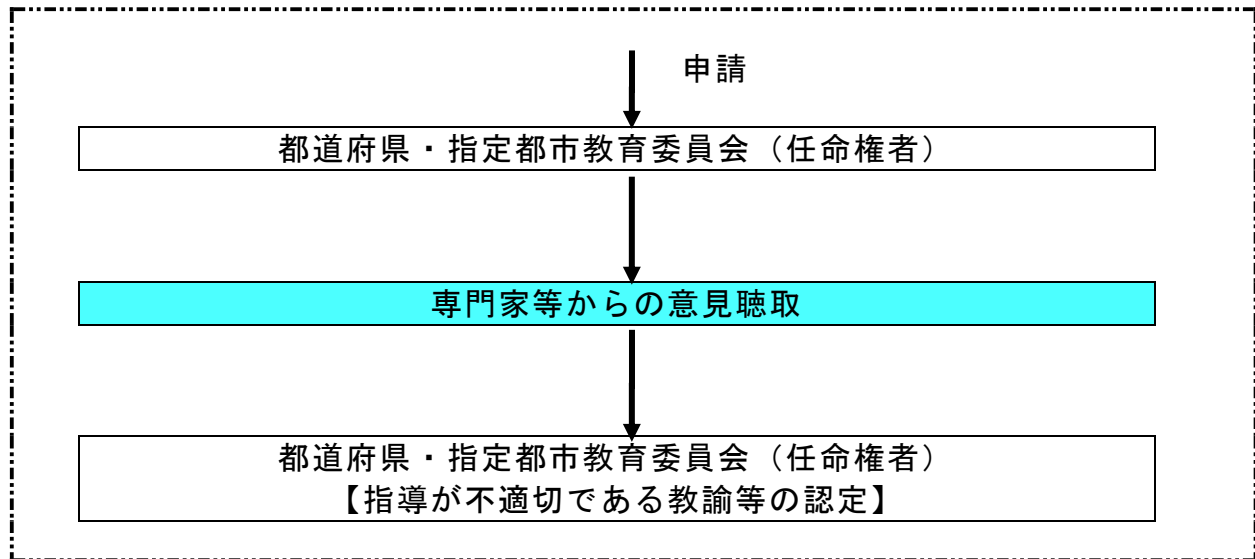 申請
都道府県・指定都市教育委員会（任命権者）
専門家等からの意見聴取
都道府県・指定都市教育委員会（任命権者）
【指導が不適切である教諭等の認定】